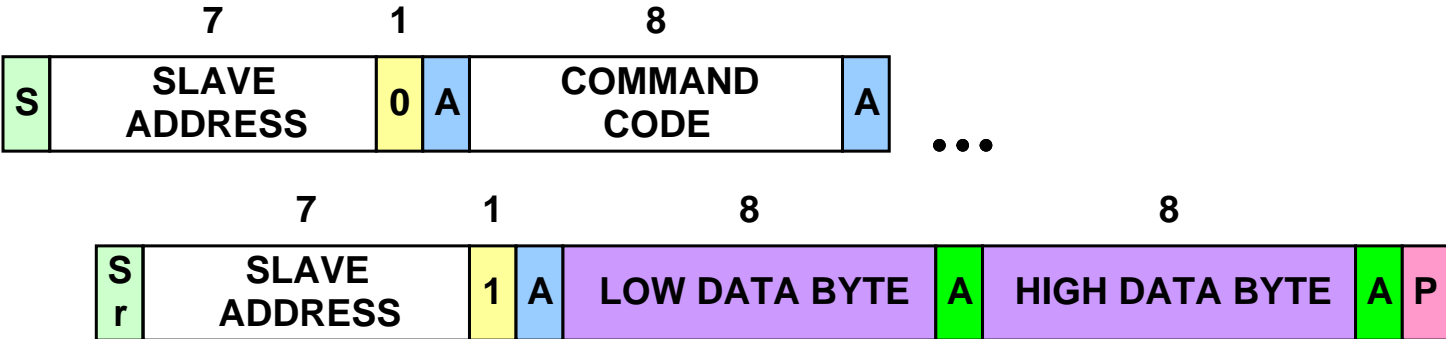 7 1 8
S SLAVE ADDRESS 0 A COMMAND CODE A
...
7 1 8 8
Sr SLAVE ADDRESS 1 A LOW DATA BYTE A HIGH DATA BYTE A P